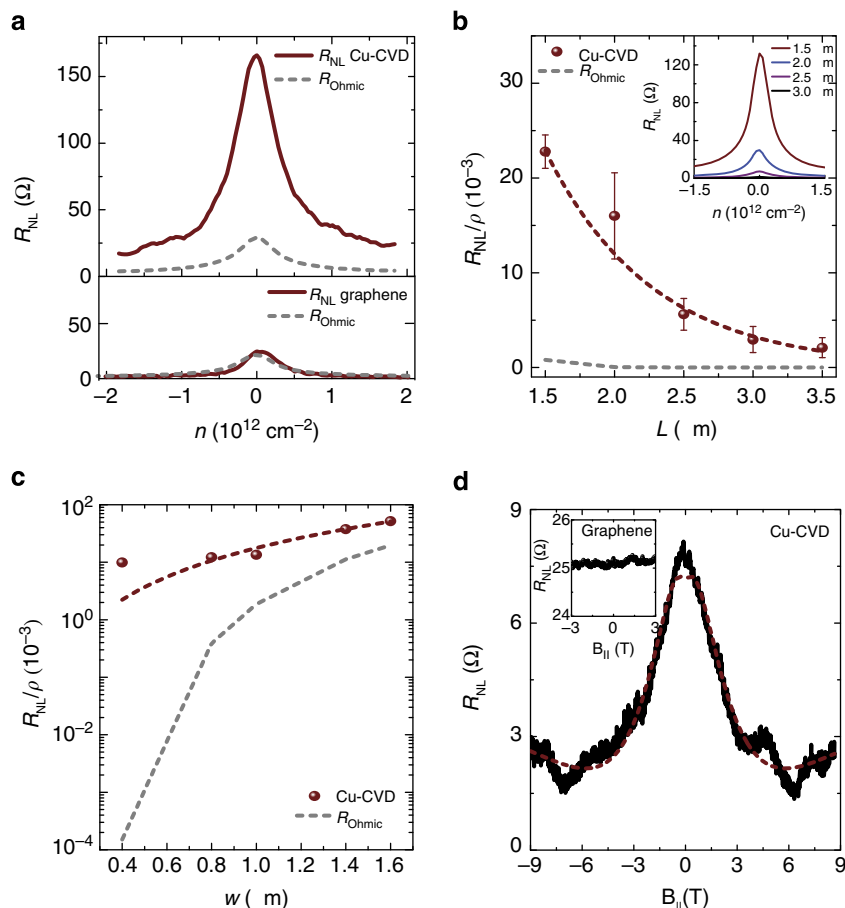 a
R_NL Cu-CVD
R_Ohmic
−2 −1 0 1 2
150
100
50
0
R_NL (Ω)
R_NL graphene
R_Ohmic
50
0
−2 −1 0 1 2
n (10^12 cm^−2)
b
Cu-CVD
R_Ohmic
30
20
10
0
R_NL/ρ (10^−3)
1.5 2.0 2.5 3.0 3.5
L ( m)
1.5 m
2.0 m
2.5 m
3.0 m
120
80
40
0
R_NL (Ω)
−1.5 0.0 1.5
n (10^12 cm^−2)
c
10^2
10^0
10^−2
10^−4
R_NL/ρ (10^−3)
Cu-CVD
R_Ohmic
0.4 0.6 0.8 1.0 1.2 1.4 1.6
w ( m)
d
Cu-CVD
9
6
3
0
R_NL (Ω)
−9 −6 −3 0 3 6 9
B_II(T)
Graphene
26
25
24
R_NL (Ω)
−3 0 3
B_II (T)